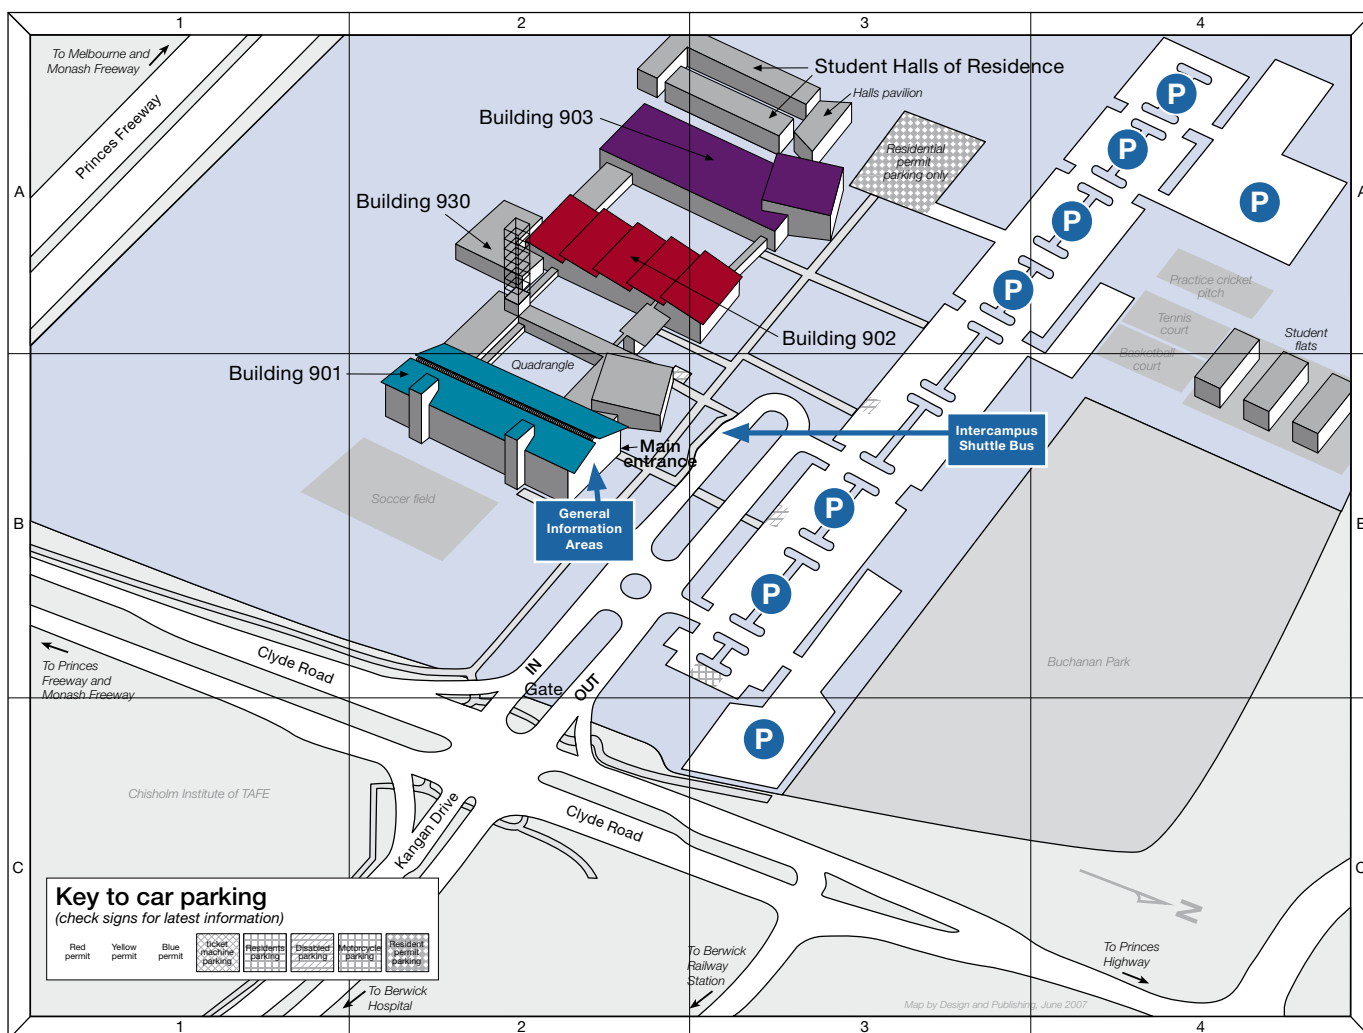 1
2
3
4
To Melbourne and
Monash Freeway
Princes Freeway
Student Halls of Residence
Halls pavilion
Building 903
Residential
permit
parking only
P
P
P
P
P
A
A
Building 930
Practice cricket
pitch
Tennis
court
Basketball
court
Student
flats
Building 902
Quadrangle
Building 901
Main
entrance
Intercampus
Shuttle Bus
Soccer field
General
Information
Areas
P
P
B
B
Clyde Road
To Princes
Freeway and
Monash Freeway
IN
OUT
Gate
Buchanan Park
P
Chisholm Institute of TAFE
Kangan Drive
Clyde Road
C
C
N
Key to car parking
(check signs for latest information)
Red
permit
Yellow
permit
Blue
permit
ticket
machine
parking
Residents
parking
Disabled
parking
Motorcycle
parking
Resident
permit
parking
To Berwick
Hospital
To Berwick
Railway
Station
To Princes
Highway
Map by Design and Publishing, June 2007
1
2
3
4